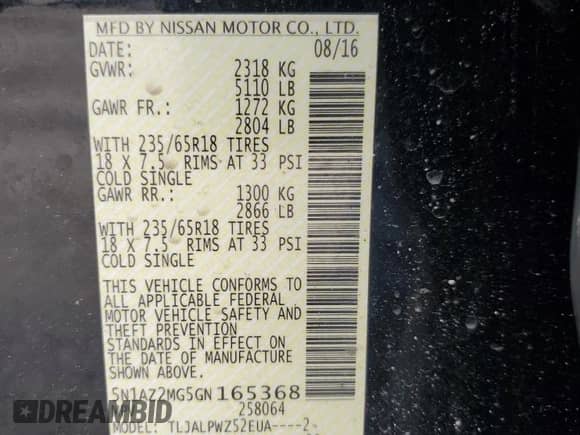 MFD BY NISSAN MOTOR CO., LTD.
DATE: 08/16
GVWR: 2318 KG
5110 LB
GAWR FR.: 1272 KG
2804 LB
WITH 235/65R18 TIRES
18 X 7.5 RIMS AT 33 PSI
COLD SINGLE
GAWR RR.: 1300 KG
2866 LB
WITH 235/65R18 TIRES
18 X 7.5 RIMS AT 33 PSI
COLD SINGLE
THIS VEHICLE CONFORMS TO
ALL APPLICABLE FEDERAL
MOTOR VEHICLE SAFETY AND
THEFT PREVENTION
STANDARDS IN EFFECT ON THE
DATE OF MANUFACTURE
SHOWN ABOVE.
5N1AZ2MG5GN165368
258064
MODEL: TLJALPWZ52EUA----2-
DREAMBID